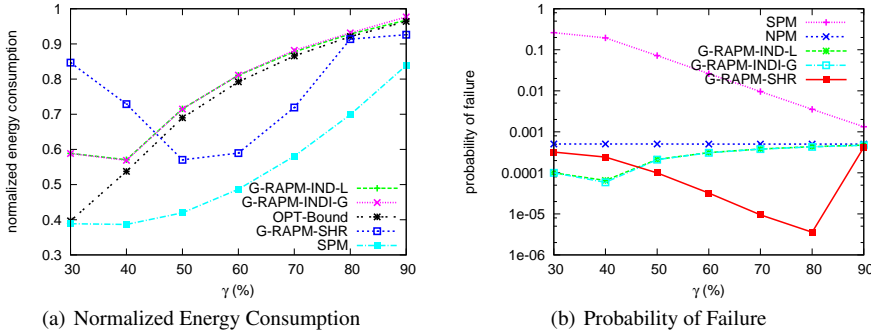 normalized energy consumption
1
0.9
0.8
0.7
0.6
0.5
0.4
0.3
30 40 50 60 70 80 90
γ (%)
G-RAPM-IND-L
G-RAPM-INDI-G
OPT-Bound
G-RAPM-SHR
SPM
(a) Normalized Energy Consumption
probability of failure
1
0.1
0.01
0.001
0.0001
1e-05
1e-06
30 40 50 60 70 80 90
γ (%)
SPM
NPM
G-RAPM-IND-L
G-RAPM-INDI-G
G-RAPM-SHR
(b) Probability of Failure